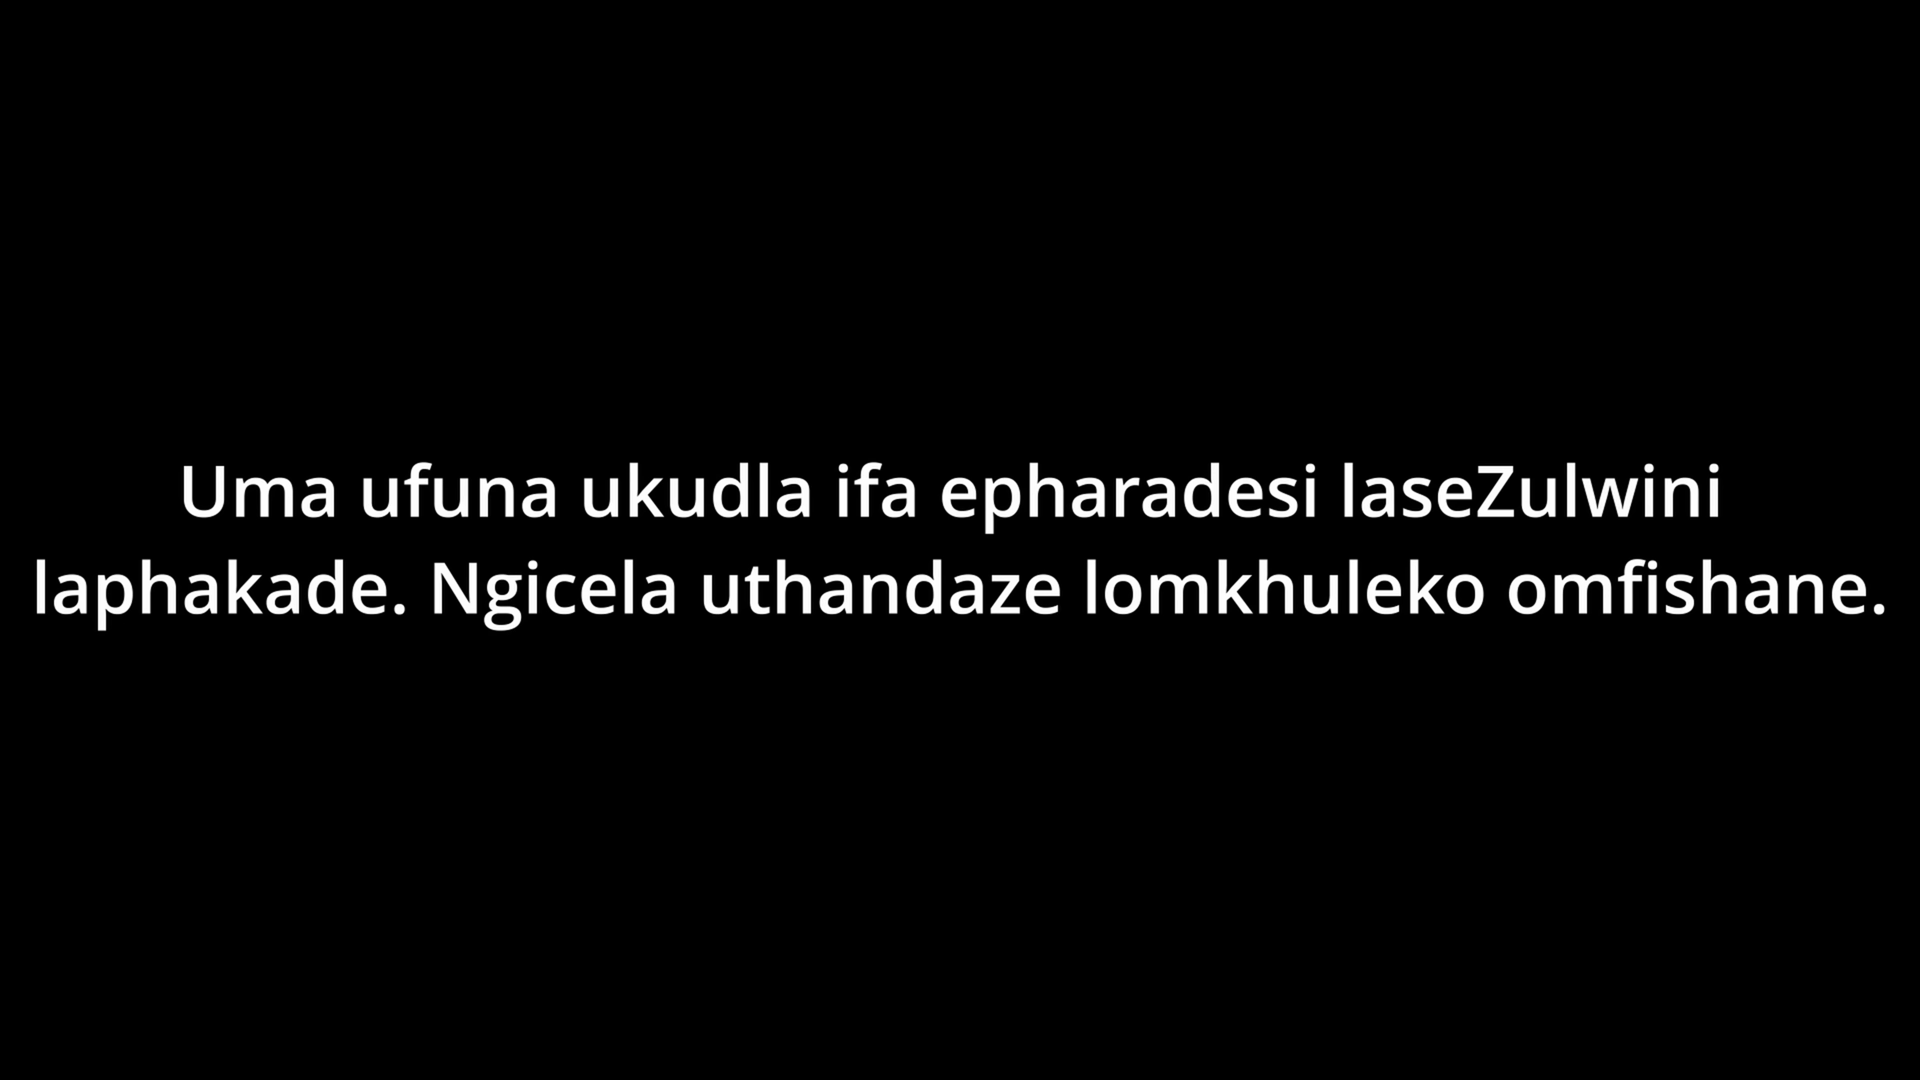 Uma ufuna ukudla ifa epharadesi laseZulwini
laphakade. Ngicela uthandaze lomkhuleko omfishane.